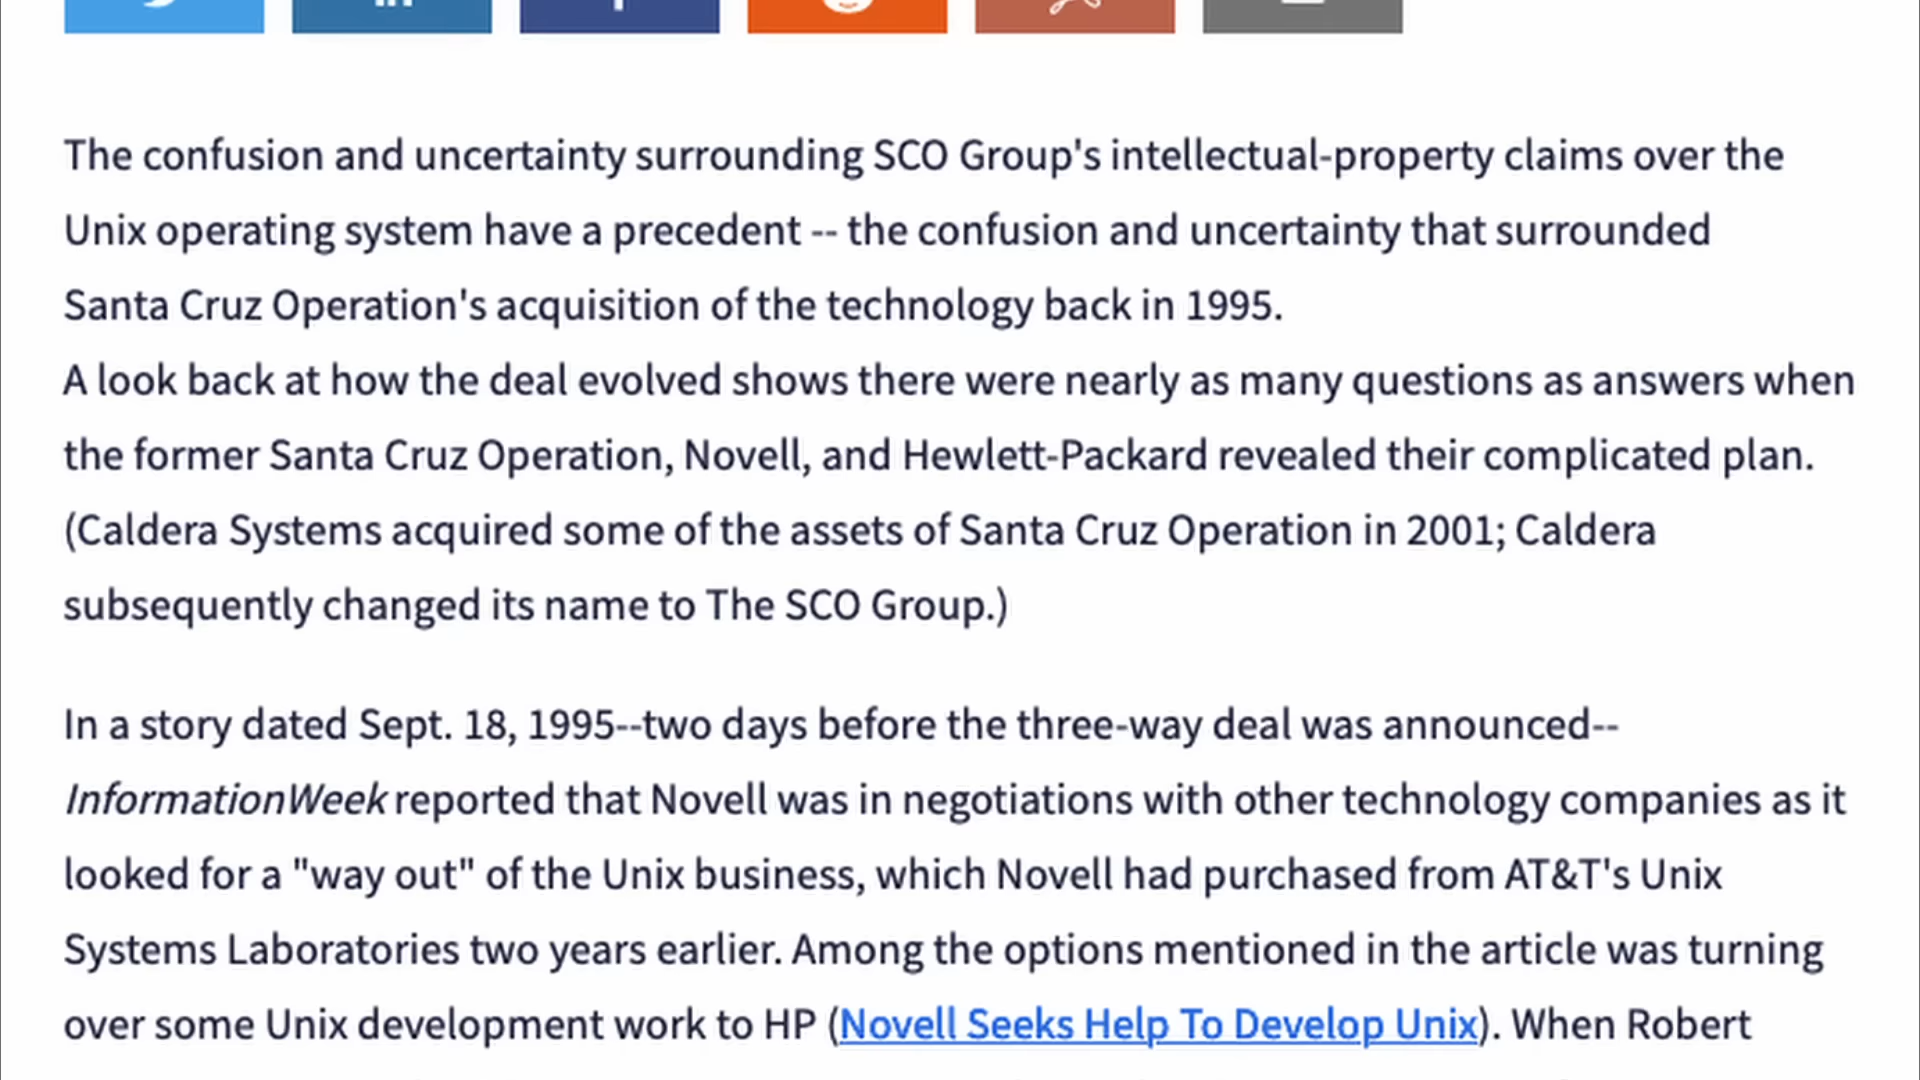 The confusion and uncertainty surrounding SCO Group's intellectual-property claims over the
Unix operating system have a precedent -- the confusion and uncertainty that surrounded
Santa Cruz Operation's acquisition of the technology back in 1995.
A look back at how the deal evolved shows there were nearly as many questions as answers when
the former Santa Cruz Operation, Novell, and Hewlett-Packard revealed their complicated plan.
(Caldera Systems acquired some of the assets of Santa Cruz Operation in 2001; Caldera
subsequently changed its name to The SCO Group.)
In a story dated Sept. 18, 1995--two days before the three-way deal was announced--
InformationWeek reported that Novell was in negotiations with other technology companies as it
looked for a "way out" of the Unix business, which Novell had purchased from AT&T's Unix
Systems Laboratories two years earlier. Among the options mentioned in the article was turning
over some Unix development work to HP (Novell Seeks Help To Develop Unix). When Robert